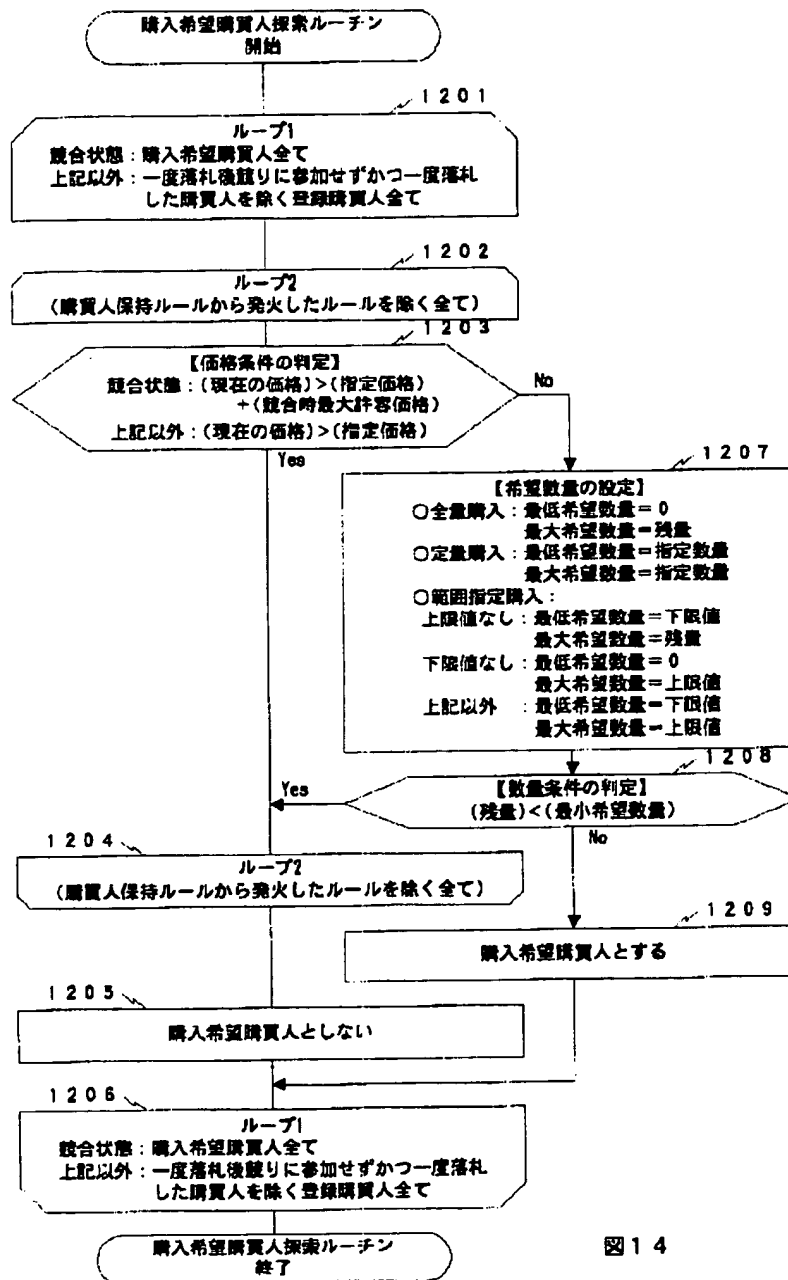 購入希望購買人探索ルーチン
開始
1201
ループ1
競合状態：購入希望購買人全て
上記以外：一度落札後競りに参加せずかつ一度落札
した購買人を除く登録購買人全て
1202
ループ2
（購買人保持ルールから発火したルールを除く全て）
1203
【価格条件の判定】
競合状態：（現在の価格）＞（指定価格）
＋（競合時最大許容価格）
上記以外：（現在の価格）＞（指定価格）
No
Yes
1207
【希望数量の設定】
○全量購入：最低希望数量＝0
最大希望数量＝残量
○定量購入：最低希望数量＝指定数量
最大希望数量＝指定数量
○範囲指定購入：
上限値なし：最低希望数量＝下限値
最大希望数量＝残量
下限値なし：最低希望数量＝0
最大希望数量＝上限値
上記以外　：最低希望数量＝下限値
最大希望数量＝上限値
1208
【数量条件の判定】
（残量）＜（最小希望数量）
Yes
No
1204
ループ2
（購買人保持ルールから発火したルールを除く全て）
1209
購入希望購買人とする
1205
購入希望購買人としない
1206
ループ1
競合状態：購入希望購買人全て
上記以外：一度落札後競りに参加せずかつ一度落札
した購買人を除く登録購買人全て
購入希望購買人探索ルーチン
終了
図14